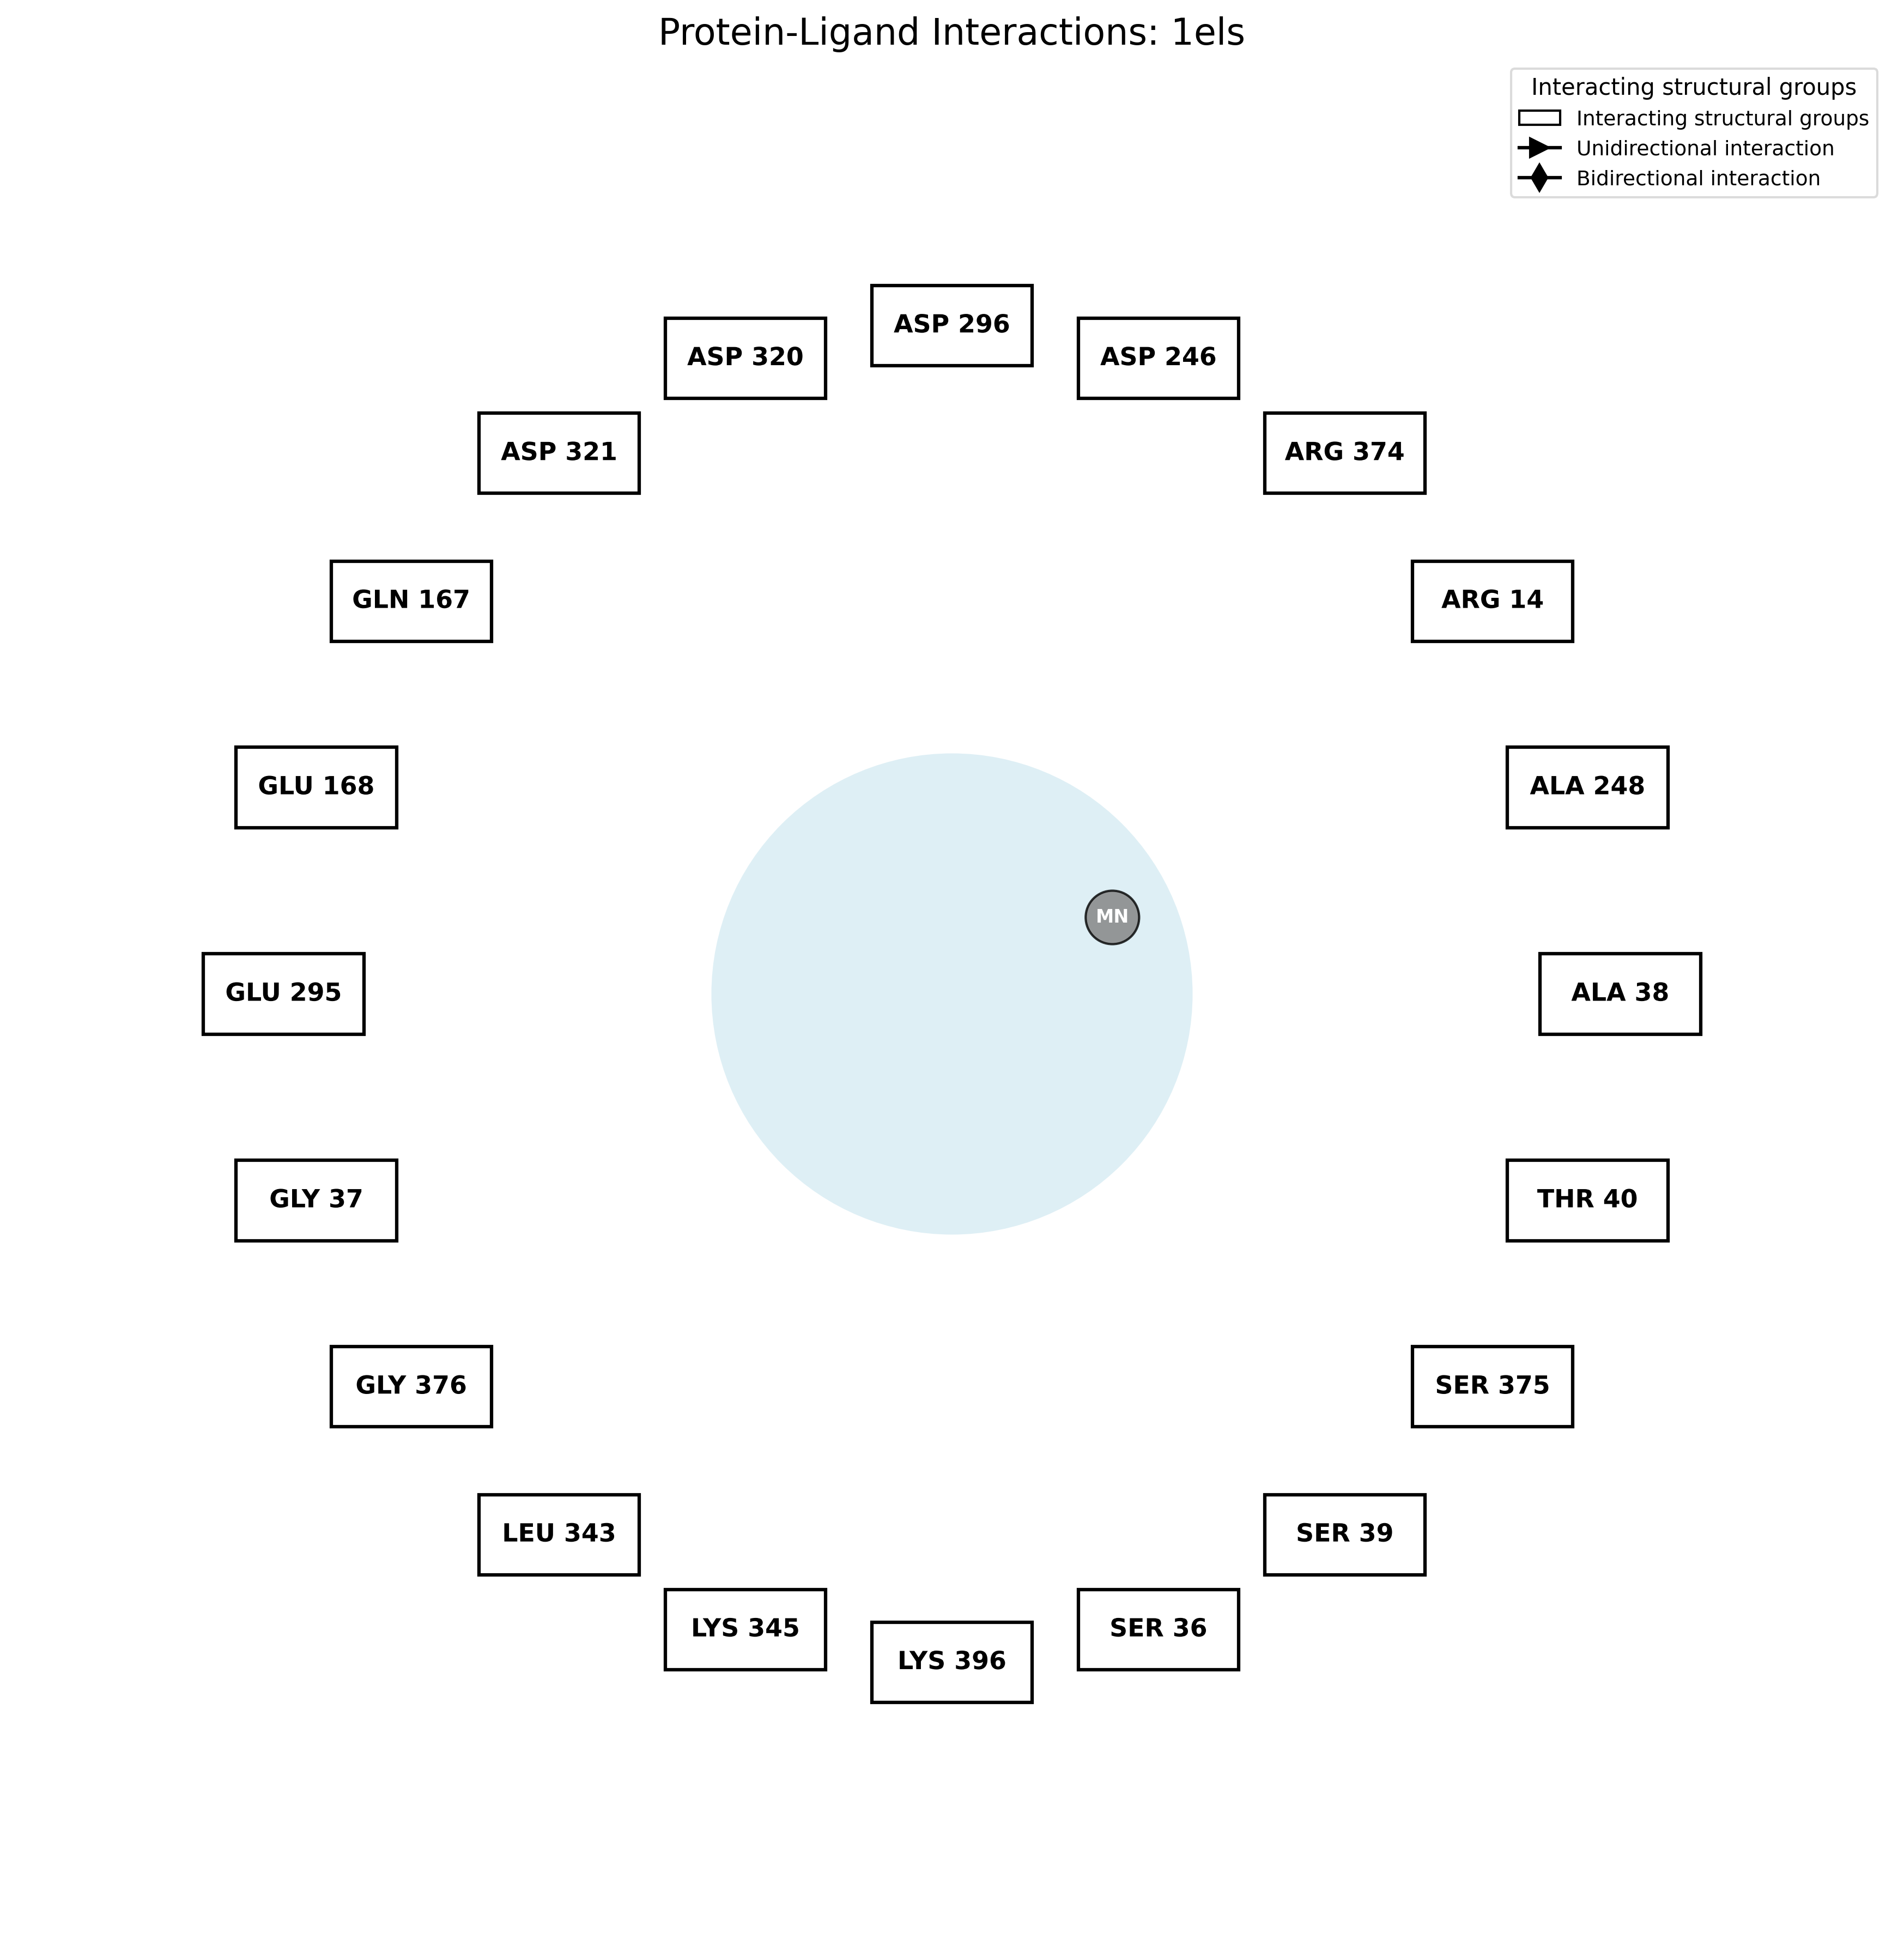 Protein-Ligand Interactions: 1els
Interacting structural groups
Interacting structural groups
Unidirectional interaction
Bidirectional interaction
ASP 296
ASP 320
ASP 246
ASP 321
ARG 374
GLN 167
ARG 14
GLU 168
ALA 248
MN
GLU 295
ALA 38
GLY 37
THR 40
GLY 376
SER 375
LEU 343
SER 39
LYS 345
SER 36
LYS 396